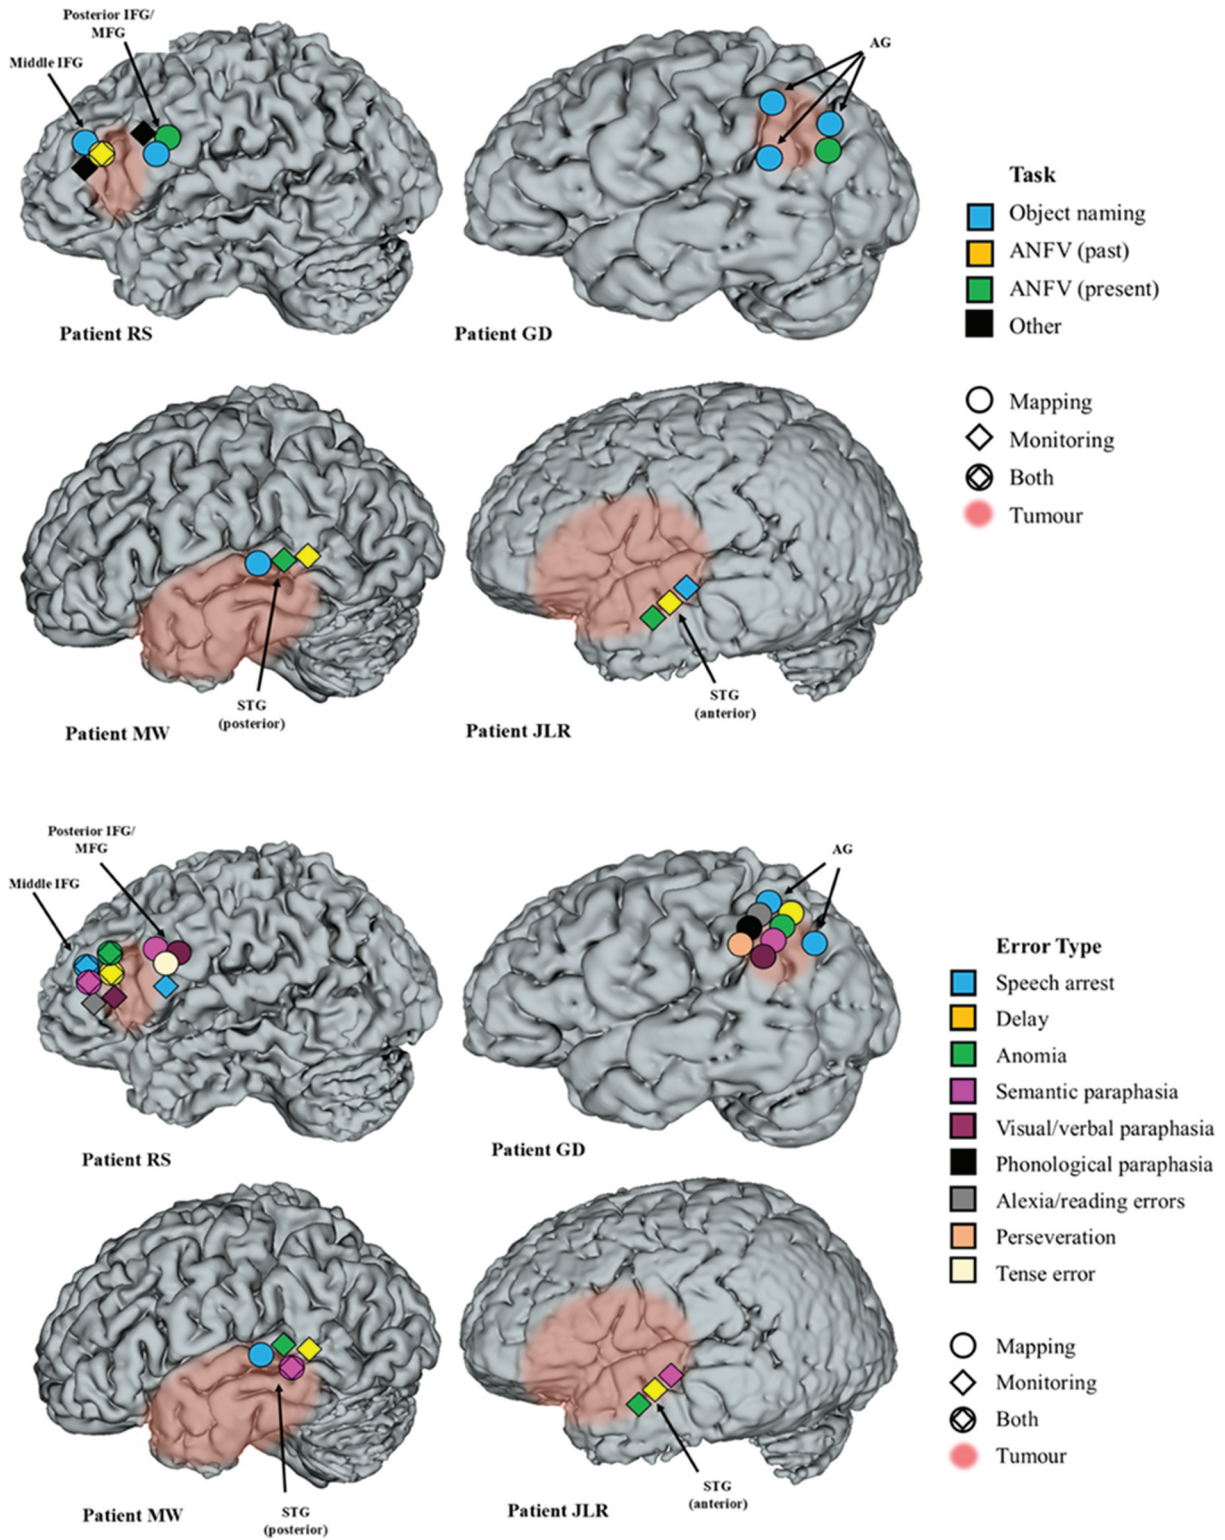 Posterior IFG/
MFG
Middle IFG
AG
Patient RS
Patient GD
Task
Object naming
ANFV (past)
ANFV (present)
Other
Mapping
Monitoring
Both
Tumour
STG
(posterior)
Patient MW
STG
(anterior)
Patient JLR
Posterior IFG/
MFG
Middle IFG
AG
Patient RS
Patient GD
Error Type
Speech arrest
Delay
Anomia
Semantic paraphasia
Visual/verbal paraphasia
Phonological paraphasia
Alexia/reading errors
Perseveration
Tense error
Mapping
Monitoring
Both
Tumour
Patient MW
STG
(posterior)
STG
(anterior)
Patient JLR